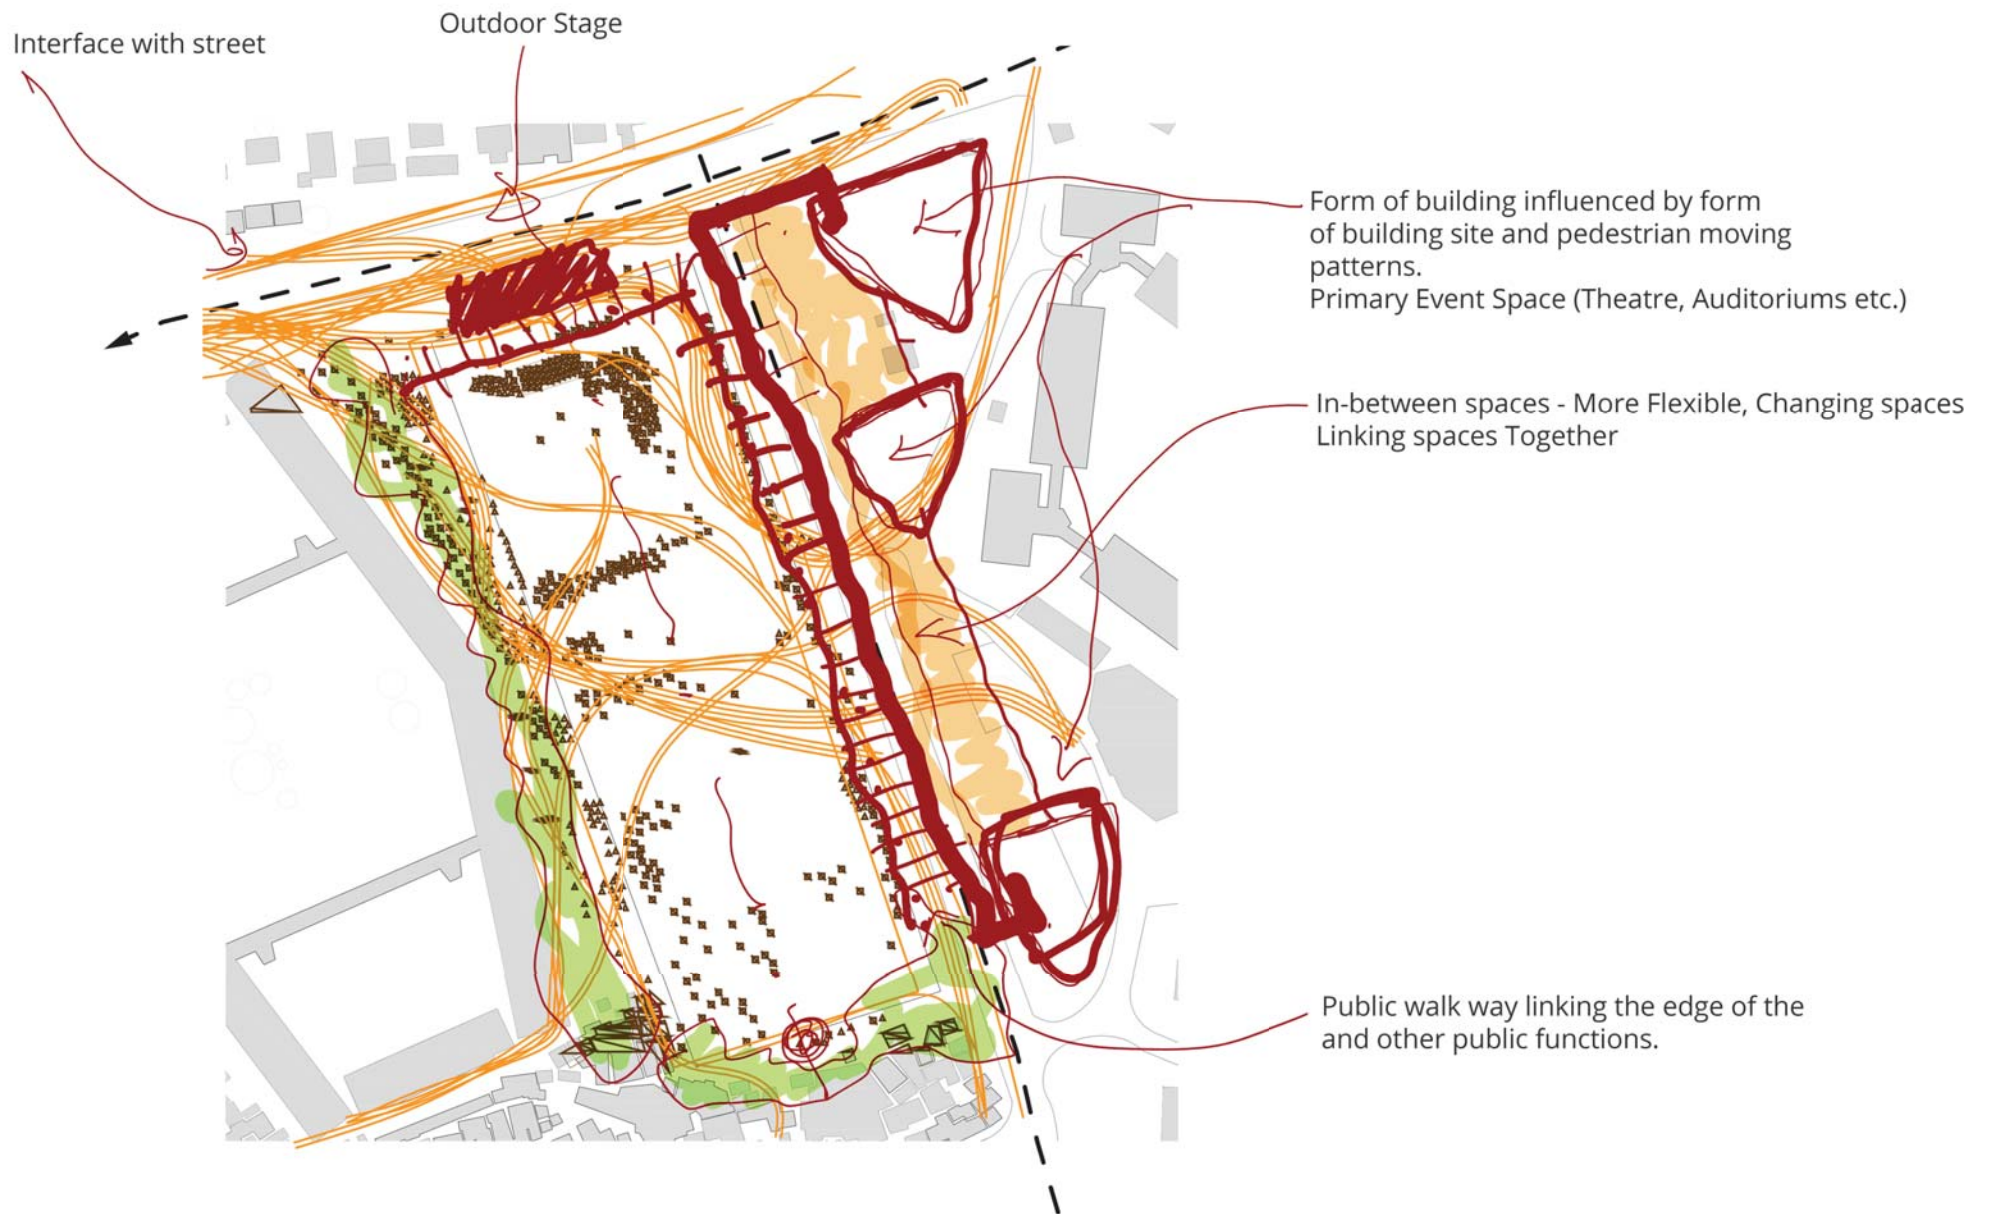 Outdoor Stage
Interface with street
Form of building influenced by form
of building site and pedestrian moving
patterns.
Primary Event Space (Theatre, Auditoriums etc.)
In-between spaces - More Flexible, Changing spaces
Linking spaces Together
Public walk way linking the edge of the
and other public functions.